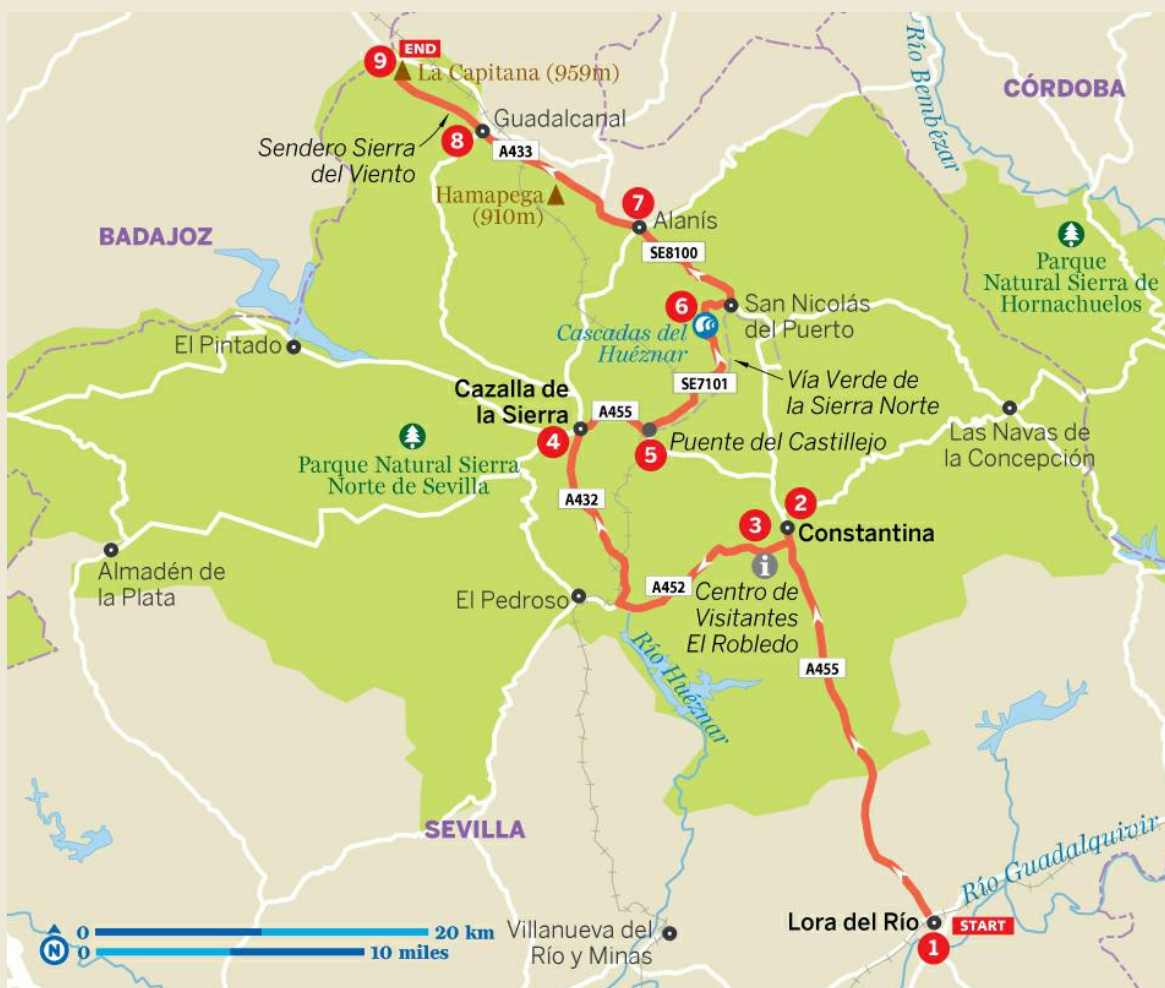 9
END
La Capitana (959m)
Río Bembézar
CÓRDOBA
Guadalcanal
Sendero Sierra
del Viento
8
A433
Hamapega
(910m)
7
Alanís
BADAJOZ
SE8100
Parque
Natural Sierra de
Hornachuelos
6
San Nicolás
del Puerto
Cascadas del
Huéznar
El Pintado
SE7101
Vía Verde de
la Sierra Norte
Cazalla de
la Sierra
A455
4
Puente del Castillejo
5
Las Navas de
la Concepción
Parque Natural Sierra
Norte de Sevilla
A432
2
3
Constantina
i
Almadén de
la Plata
El Pedroso
A452
Centro de
Visitantes
El Robledo
Río Huéznar
A455
SEVILLA
Río Guadalquivir
Lora del Río
START
1
Villanueva del
Río y Minas
N
0
20 km
0
10 miles